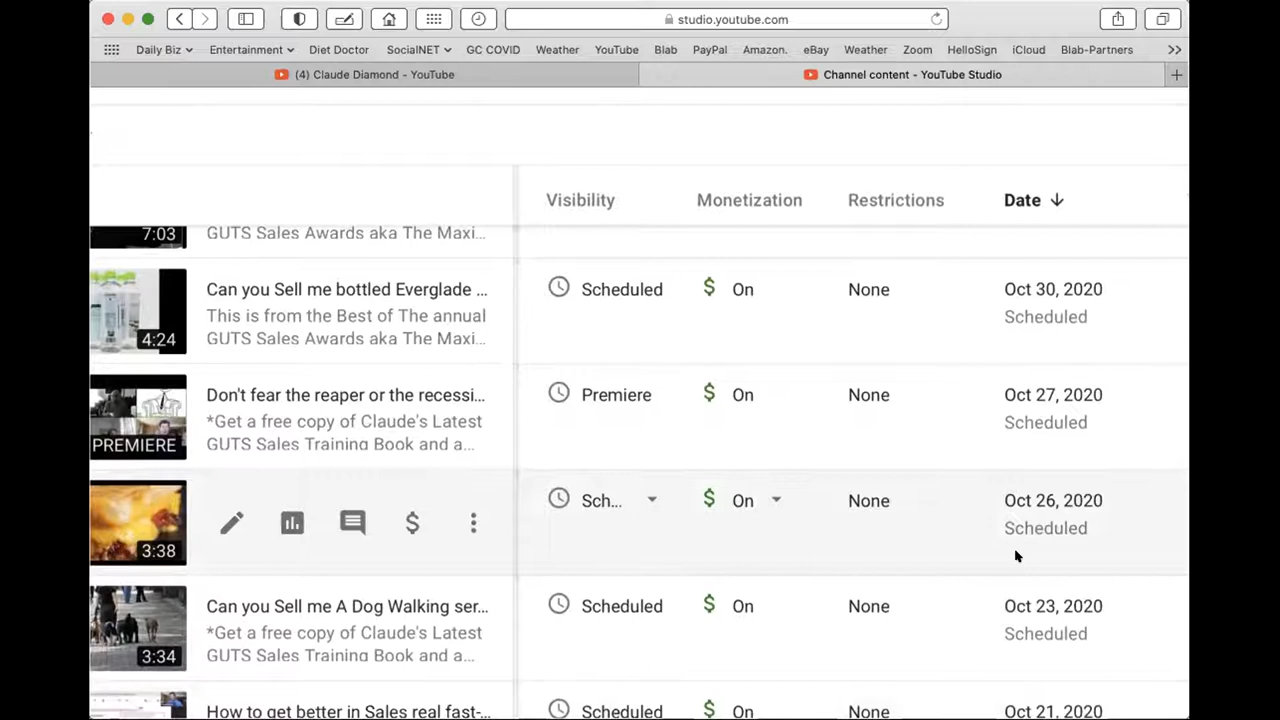 studio.youtube.com
Daily Biz Entertainment Diet Doctor SocialNET GC COVID Weather YouTube Blab PayPal Amazon. eBay Weather Zoom HelloSign iCloud Blab-Partners >>
(4) Claude Diamond - YouTube Channel content - YouTube Studio +
Visibility Monetization Restrictions Date
7:03 GUTS Sales Awards aka The Maxi...
Can you Sell me bottled Everglade ... Scheduled $ On None Oct 30, 2020
This is from the Best of The annual Scheduled
4:24 GUTS Sales Awards aka The Maxi...
Don't fear the reaper or the recessi... Premiere $ On None Oct 27, 2020
*Get a free copy of Claude's Latest Scheduled
PREMIERE GUTS Sales Training Book and a...
Sch... $ On None Oct 26, 2020
$ Scheduled
3:38
Can you Sell me A Dog Walking ser... Scheduled $ On None Oct 23, 2020
*Get a free copy of Claude's Latest Scheduled
3:34 GUTS Sales Training Book and a...
How to get better in Sales real fast-... Scheduled $ On None Oct 21, 2020